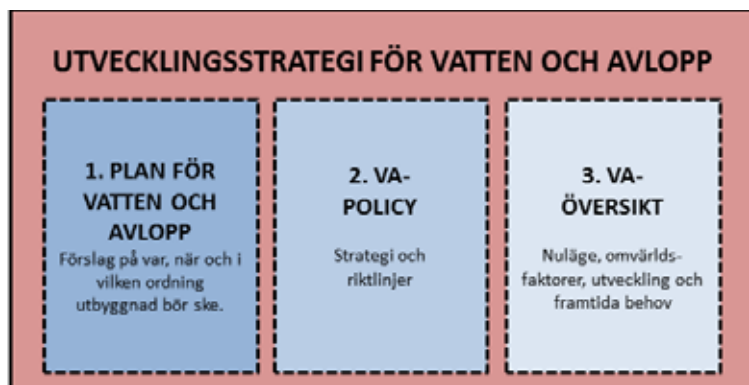 UTVECKLINGSSTRATEGI FÖR VATTEN OCH AVLOPP
1. PLAN FÖR
VATTEN OCH
AVLOPP
Förslag på var, när och i
vilken ordning
utbyggnad bör ske.
2. VA-
POLICY
Strategi och
riktlinjer
3. VA-
ÖVERSIKT
Nuläge, omvärlds-
faktorer, utveckling och
framtida behov